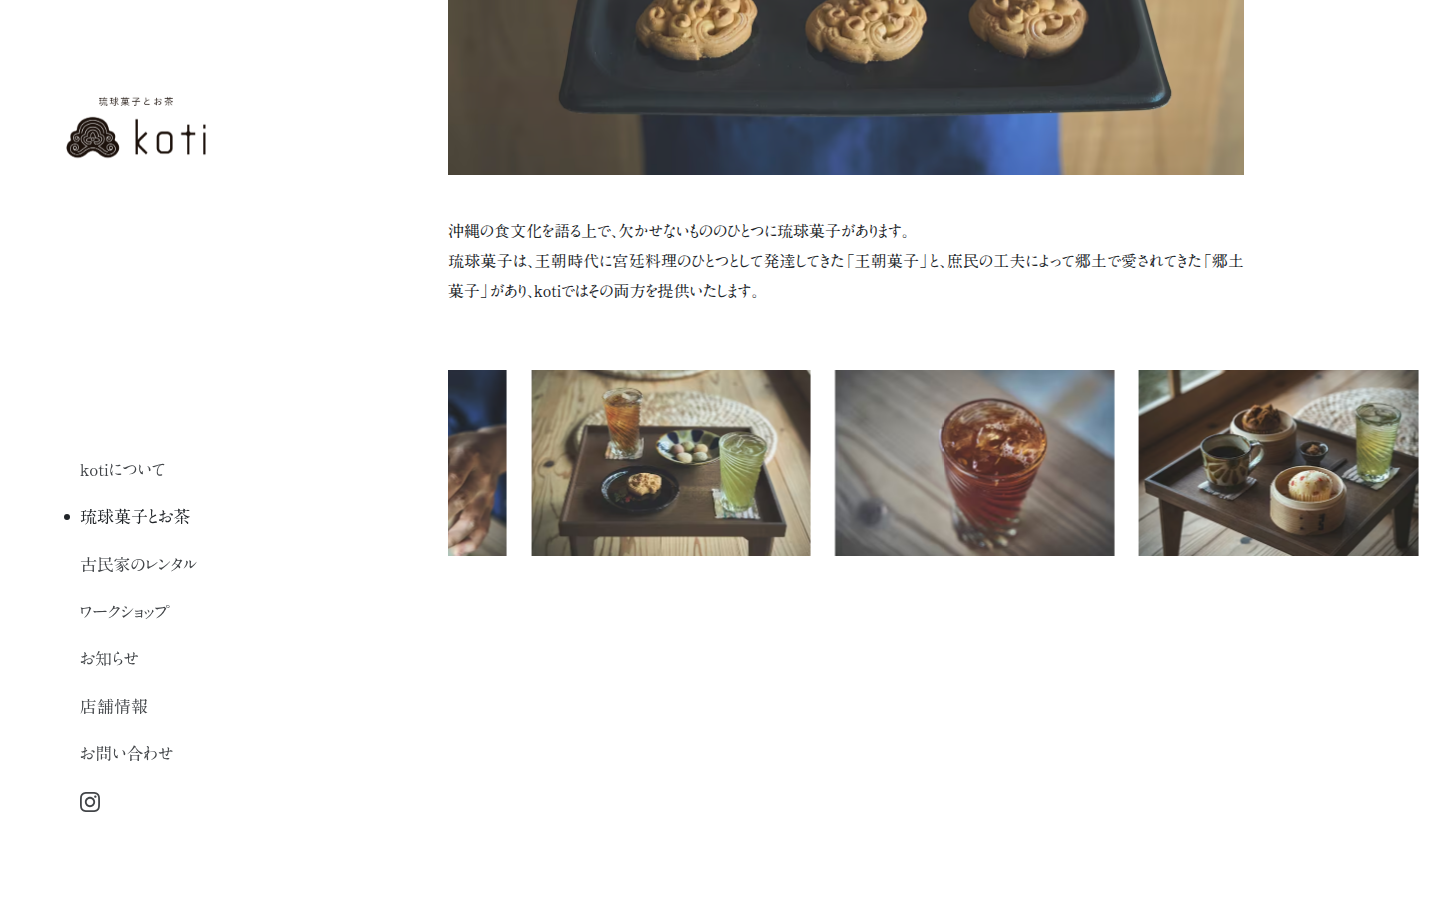 琉球菓子とお茶
koti
沖縄の食文化を語る上で、欠かせないもののひとつに琉球菓子があります。
琉球菓子は、王朝時代に宮廷料理のひとつとして発達してきた「王朝菓子」と、庶民の工夫によって郷土で愛されてきた「郷土
菓子」があり、kotiではその両方を提供いたします。
kotiについて
琉球菓子とお茶
古民家のレンタル
ワークショップ
お知らせ
店舗情報
お問い合わせ